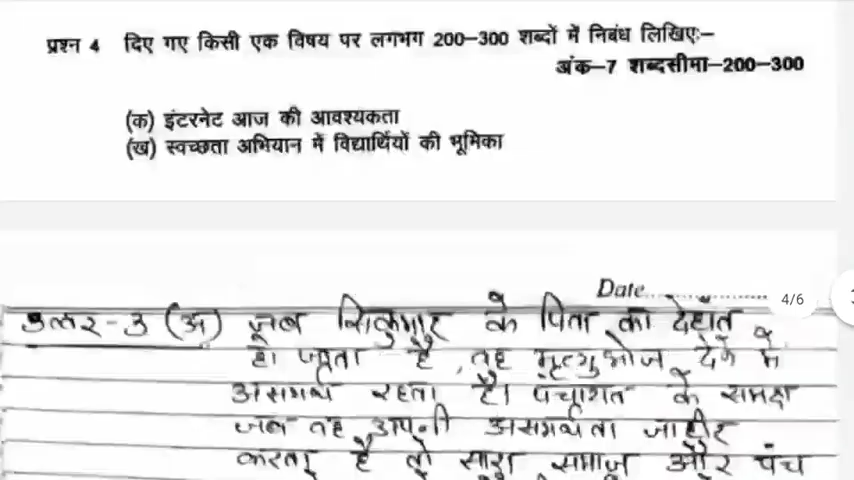 प्रश्न 4 दिए गए किसी एक विषय पर लगभग 200-300 शब्दों में निबंध लिखिए:-
अंक-7 शब्दसीमा-200-300
(क) इंटरनेट आज की आवश्यकता
(ख) स्वच्छता अभियान में विद्यार्थियों की भूमिका
Date
4/6
उत्तर-3 (अ) जब शिवकुमार के पिता का देहांत
हो जाता है, वह मृत्युभोज देने में
असमर्थ रहता है। पंचायत के समक्ष
जब वह अपनी असमर्थता जाहीर
करता है तो सारा समाज और पंच